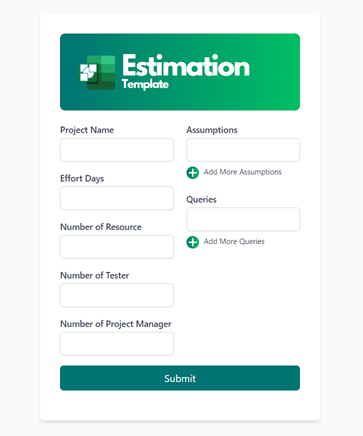 Estimation
Template
Project Name
Effort Days
Number of Resource
Number of Tester
Number of Project Manager
Assumptions
Add More Assumptions
Queries
Add More Queries
Submit